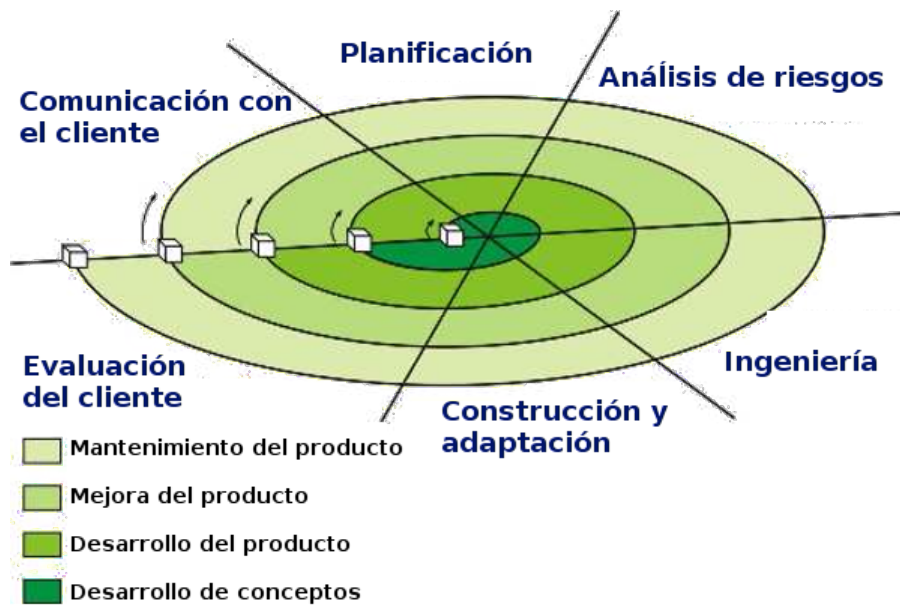 Planificación
Análisis de riesgos
Comunicación con
el cliente
Ingeniería
Evaluación
del cliente
Construcción y
adaptación
Mantenimiento del producto
Mejora del producto
Desarrollo del producto
Desarrollo de conceptos